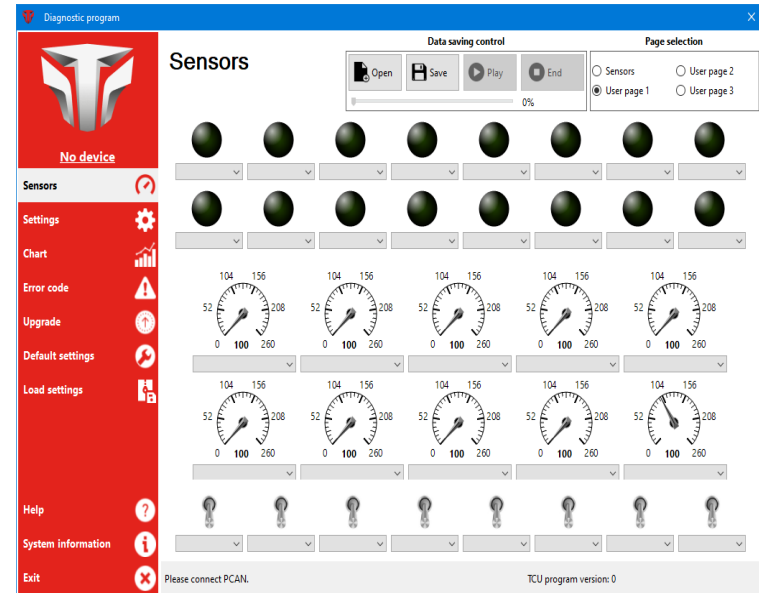 Diagnostic program
No device
Sensors
Settings
Chart
Error code
Upgrade
Default settings
Load settings
Help
System information
Exit
Sensors
Data saving control
Open Save Play End
0%
Page selection
Sensors User page 2
User page 1 User page 3
104 156 104 156 104 156 104 156 104 156
52 208 52 208 52 208 52 208 52 208
0 100 260 0 100 260 0 100 260 0 100 260 0 100 260
104 156 104 156 104 156 104 156 104 156
52 208 52 208 52 208 52 208 52 208
0 100 260 0 100 260 0 100 260 0 100 260 0 100 260
Please connect PCAN. TCU program version: 0